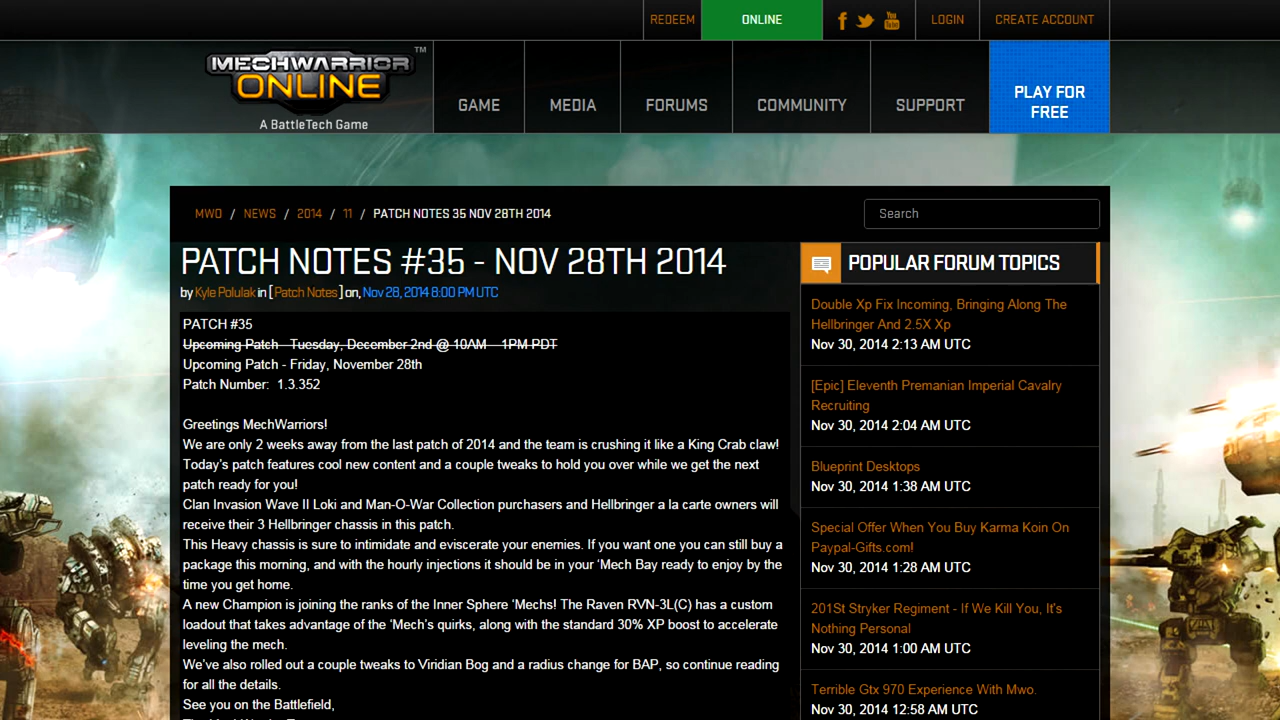 REDEEM
ONLINE
LOGIN
CREATE ACCOUNT
MECHWARRIOR
ONLINE
TM
A BattleTech Game
GAME
MEDIA
FORUMS
COMMUNITY
SUPPORT
PLAY FOR
FREE
MWO / NEWS / 2014 / 11 / PATCH NOTES 35 NOV 28TH 2014
Search
PATCH NOTES #35 - NOV 28TH 2014
by Kyle Polulak in [ Patch Notes ] on, Nov 28, 2014 8:00 PM UTC
PATCH #35
Upcoming Patch - Tuesday, December 2nd @ 10AM – 1PM PDT
Upcoming Patch - Friday, November 28th
Patch Number:  1.3.352
Greetings MechWarriors!
We are only 2 weeks away from the last patch of 2014 and the team is crushing it like a King Crab claw!
Today's patch features cool new content and a couple tweaks to hold you over while we get the next
patch ready for you!
Clan Invasion Wave II Loki and Man-O-War Collection purchasers and Hellbringer a la carte owners will
receive their 3 Hellbringer chassis in this patch.
This Heavy chassis is sure to intimidate and eviscerate your enemies. If you want one you can still buy a
package this morning, and with the hourly injections it should be in your ‘Mech Bay ready to enjoy by the
time you get home.
A new Champion is joining the ranks of the Inner Sphere ‘Mechs! The Raven RVN-3L(C) has a custom
loadout that takes advantage of the ‘Mech's quirks, along with the standard 30% XP boost to accelerate
leveling the mech.
We've also rolled out a couple tweaks to Viridian Bog and a radius change for BAP, so continue reading
for all the details.
See you on the Battlefield,
POPULAR FORUM TOPICS
Double Xp Fix Incoming, Bringing Along The
Hellbringer And 2.5X Xp
Nov 30, 2014 2:13 AM UTC
[Epic] Eleventh Premanian Imperial Cavalry
Recruiting
Nov 30, 2014 2:04 AM UTC
Blueprint Desktops
Nov 30, 2014 1:38 AM UTC
Special Offer When You Buy Karma Koin On
Paypal-Gifts.com!
Nov 30, 2014 1:28 AM UTC
201St Stryker Regiment - If We Kill You, It's
Nothing Personal
Nov 30, 2014 1:00 AM UTC
Terrible Gtx 970 Experience With Mwo.
Nov 30, 2014 12:58 AM UTC